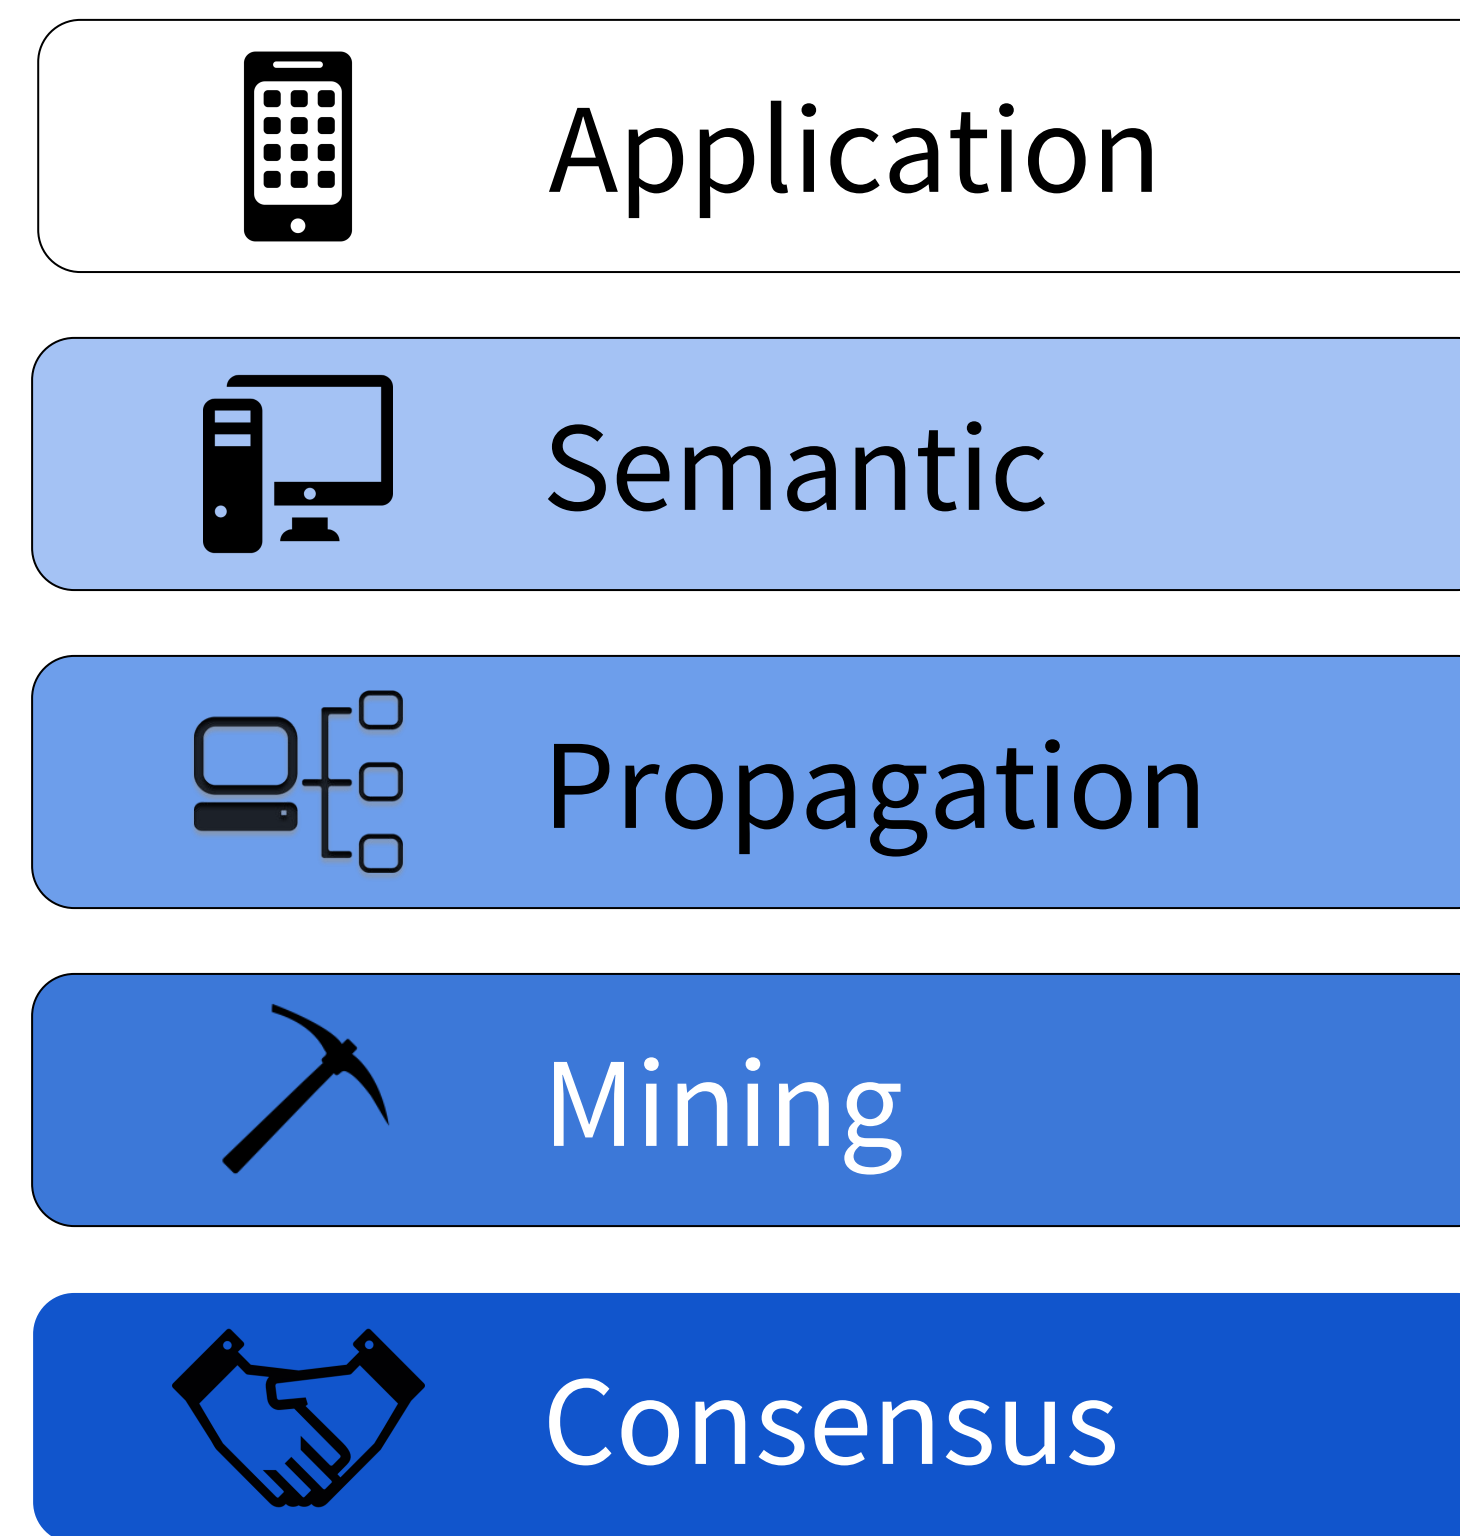 Application
Semantic
Propagation
Mining
Consensus